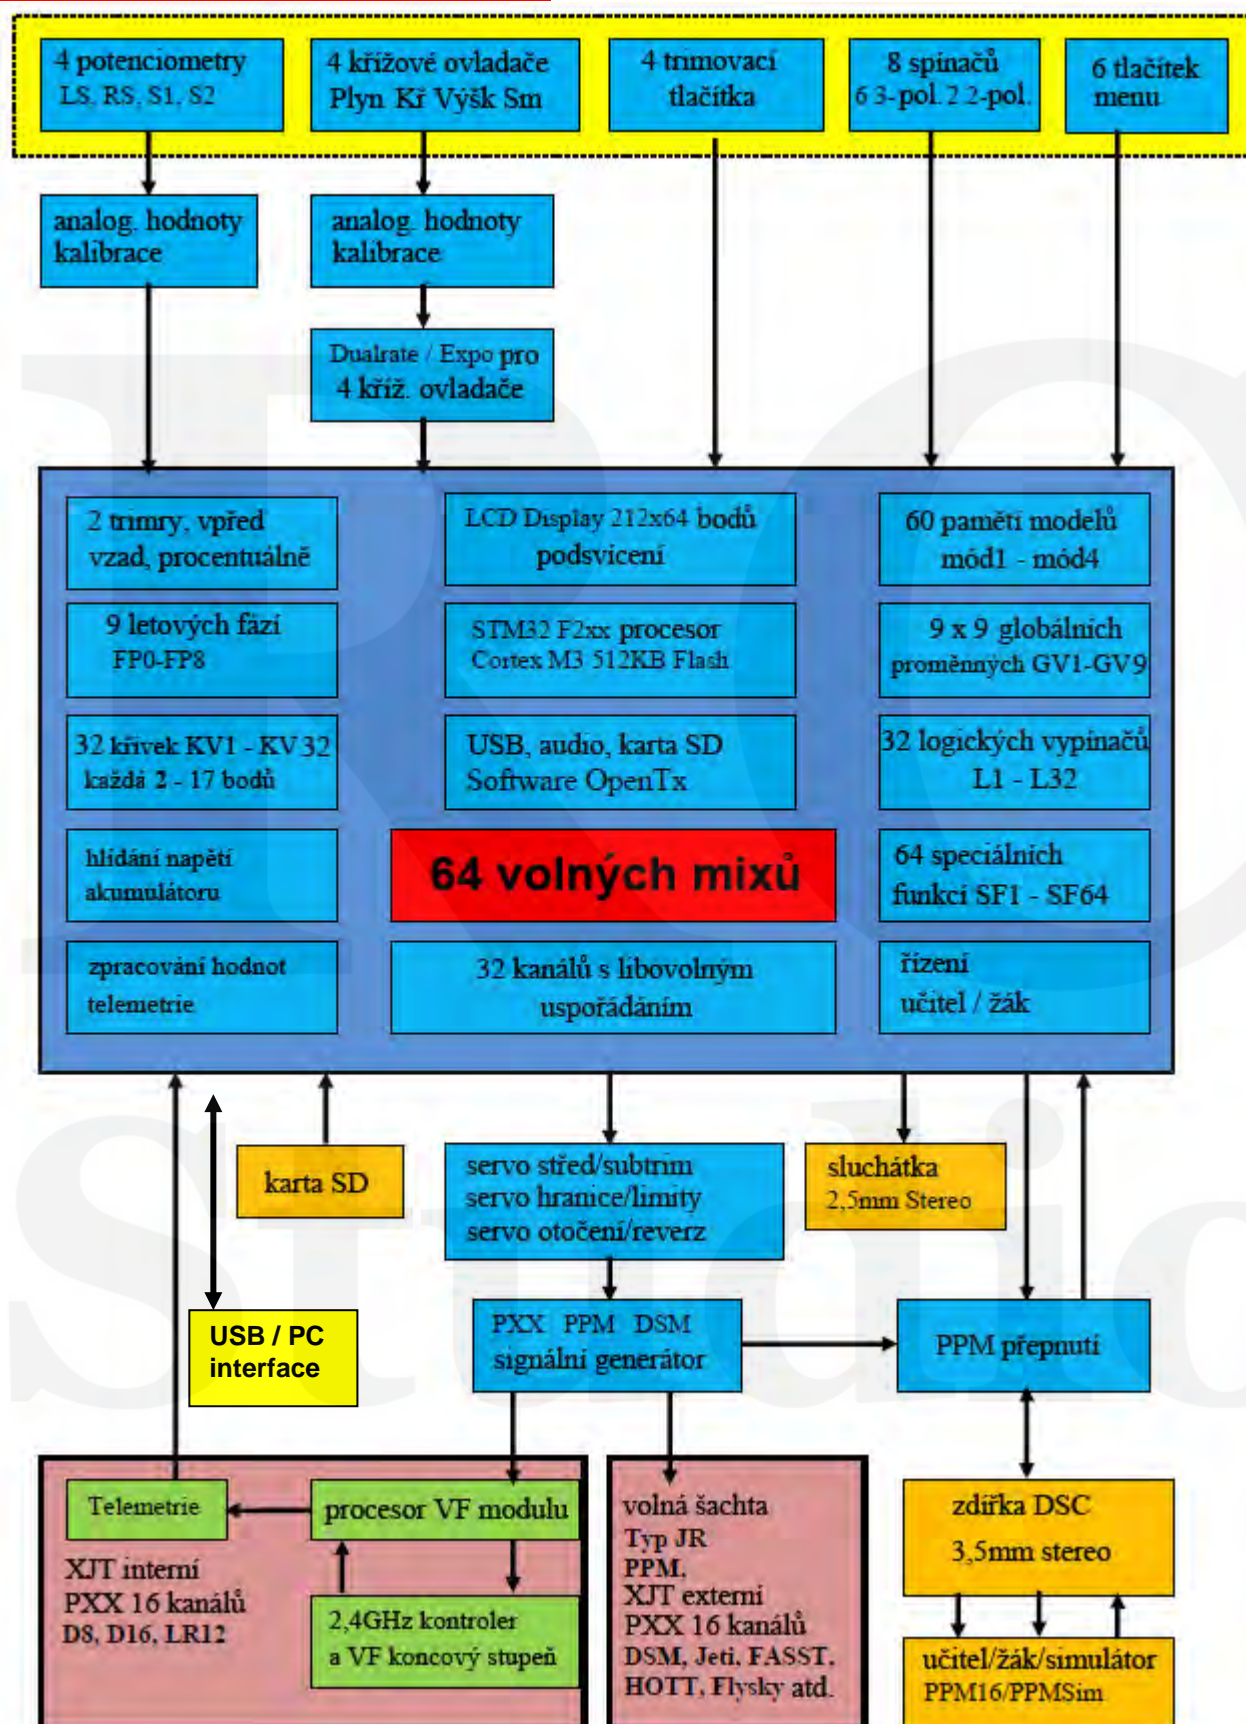 4 potenciometry
LS, RS, S1, S2
4 křížové ovladače
Plyn Kř Výšk Sm
4 trimovací
tlačítka
8 spínačů
6 3-pol. 2 2-pol.
6 tlačítek
menu
analog. hodnoty
kalibrace
analog. hodnoty
kalibrace
Dualrate / Expo pro
4 kříž. ovladače
2 trimry, vpřed
vzad, procentuálně
LCD Display 212x64 bodů
podsvícení
60 pamětí modelů
mód1 - mód4
9 letových fází
FP0-FP8
STM32 F2xx procesor
Cortex M3 512KB Flash
9 x 9 globálních
proměnných GV1-GV9
32 křivek KV1 - KV32
každá 2 - 17 bodů
USB, audio, karta SD
Software OpenTx
32 logických vypínačů
L1 - L32
hlídání napětí
akumulátoru
64 volných mixů
64 speciálních
funkcí SF1 - SF64
zpracování hodnot
telemetrie
32 kanálů s libovolným
uspořádáním
řízení
učitel / žák
karta SD
servo střed/subtrim
servo hranice/limity
servo otočení/reverz
sluchátka
2,5mm Stereo
USB / PC
interface
PXX PPM DSM
signální generátor
PPM přepnutí
Telemetrie
procesor VF modulu
XJT interní
PXX 16 kanálů
D8, D16, LR12
2,4GHz kontroler
a VF koncový stupeň
volná šachta
Typ JR
PPM,
XJT externí
PXX 16 kanálů
DSM, Jeti, FASST,
HOTT, Flysky atd.
zdířka DSC
3,5mm stereo
učitel/žák/simulátor
PPM16/PPMSim
RC
Studio